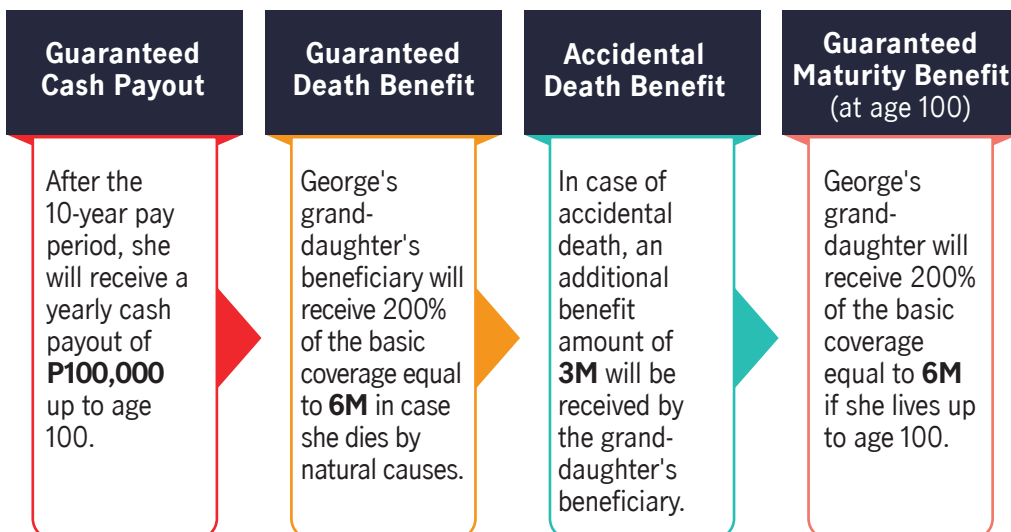 Guaranteed
Cash Payout
After the
10-year pay
period, she
will receive a
yearly cash
payout of
P100,000
up to age
100.
Guaranteed
Death Benefit
George's
grand-
daughter's
beneficiary will
receive 200%
of the basic
coverage equal
to 6M in case
she dies by
natural causes.
Accidental
Death Benefit
In case of
accidental
death, an
additional
benefit
amount of
3M will be
received by
the grand-
daughter's
beneficiary.
Guaranteed
Maturity Benefit
(at age 100)
George's
grand-
daughter will
receive 200%
of the basic
coverage
equal to 6M
if she lives up
to age 100.